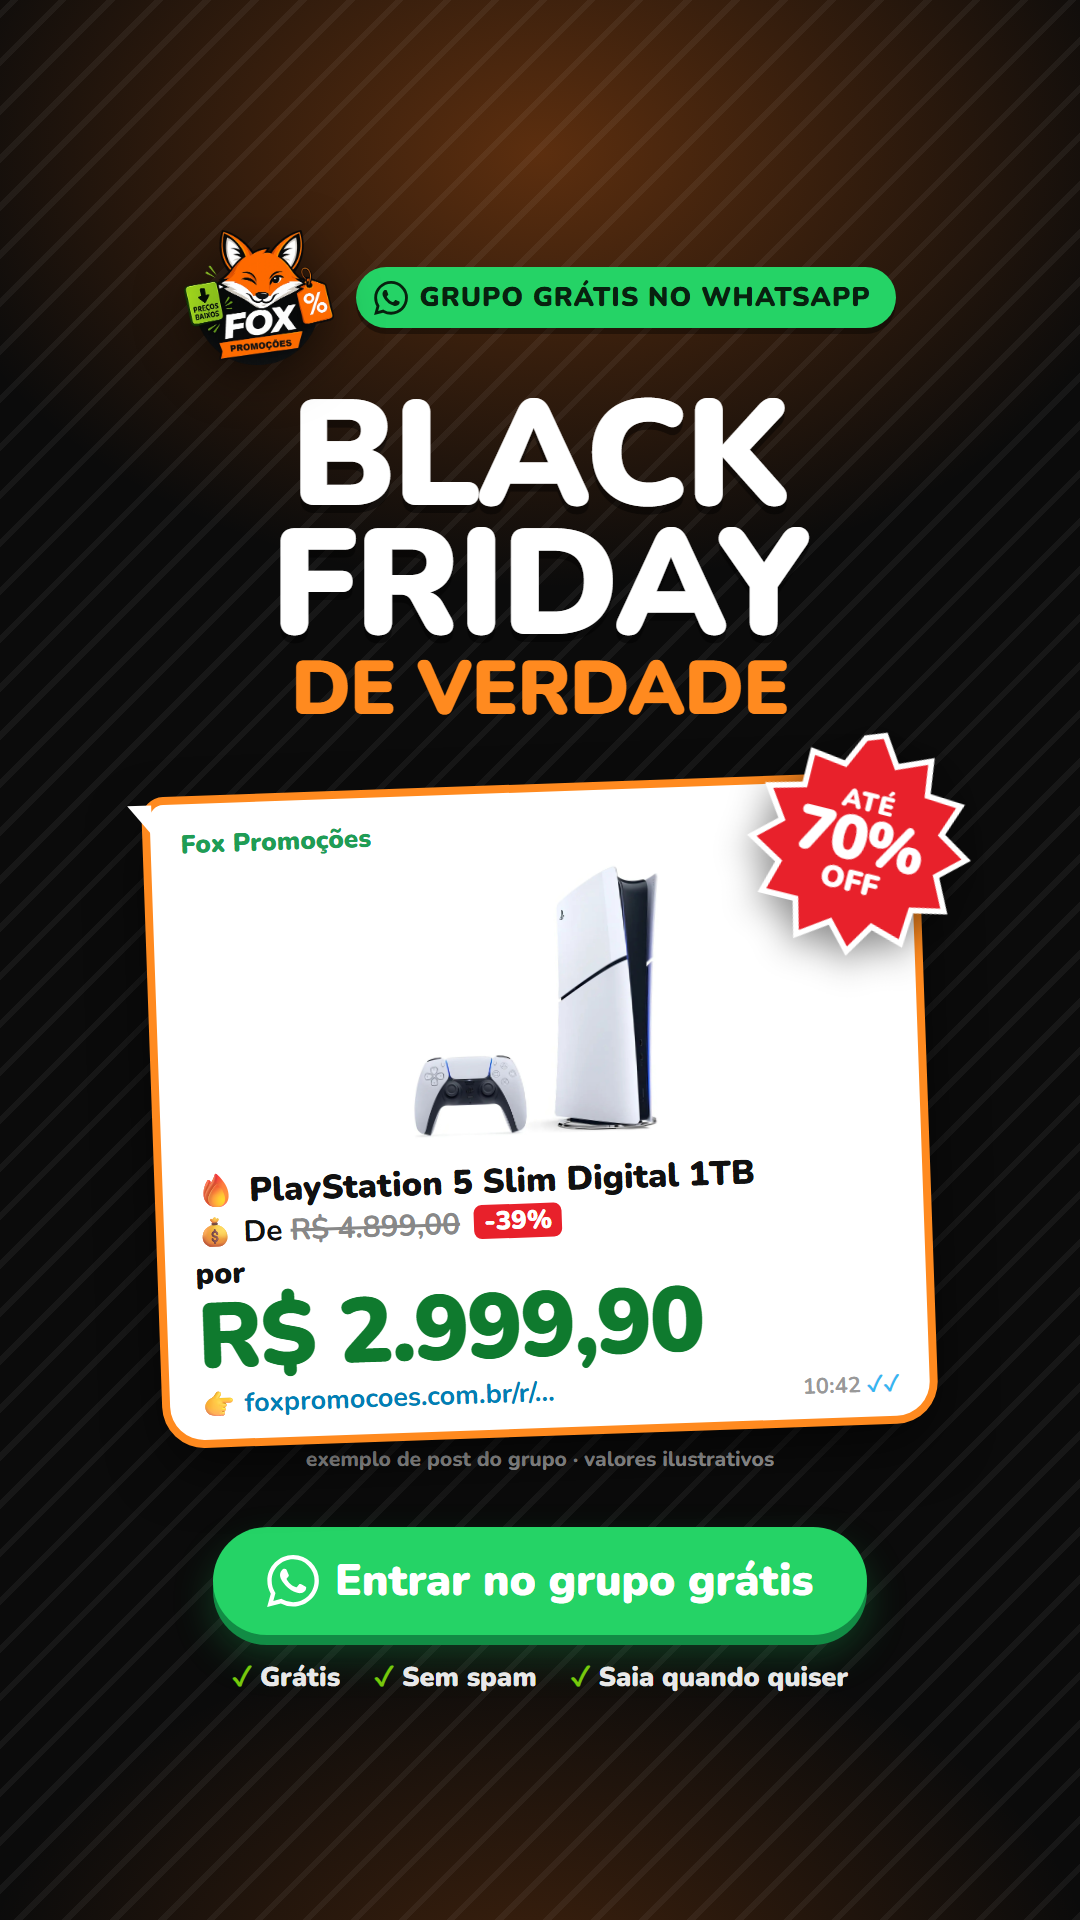 PREÇOS
BAIXOS
%
FOX
PROMOÇÕES
GRUPO GRÁTIS NO WHATSAPP
BLACK
FRIDAY
DE VERDADE
ATÉ
70%
OFF
Fox Promoções
🔥 PlayStation 5 Slim Digital 1TB
💰 De R$ 4.899,00 -39%
por
R$ 2.999,90
👉 foxpromocoes.com.br/r/...
10:42 ✓✓
exemplo de post do grupo · valores ilustrativos
Entrar no grupo grátis
✓ Grátis ✓ Sem spam ✓ Saia quando quiser